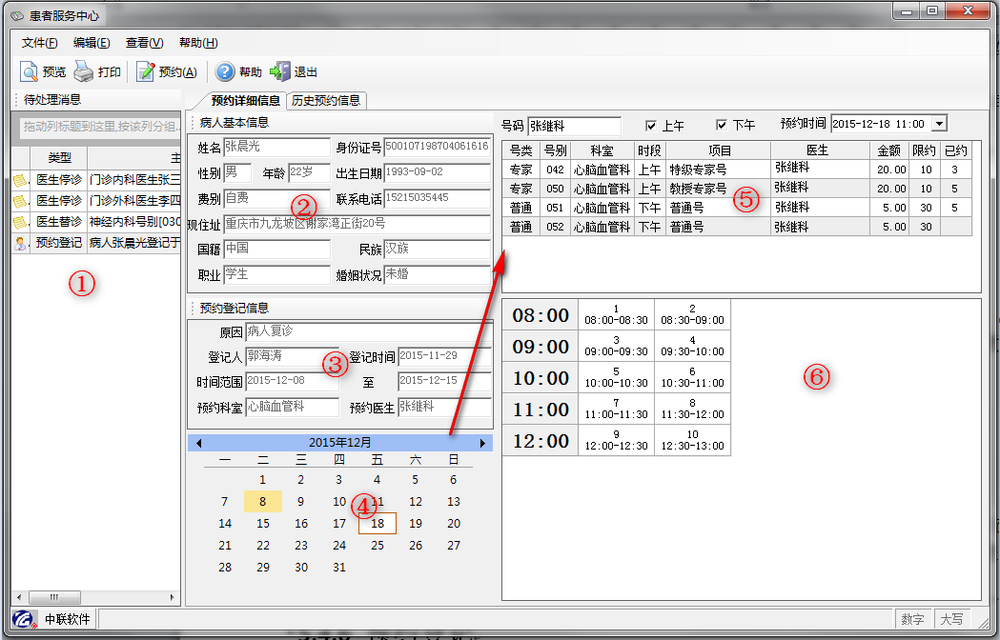 患者服务中心
文件(F) 编辑(E) 查看(V) 帮助(H)
预览 打印 预约(A) 帮助 退出
待处理消息
拖动列标题到这里,按该列分组..
类型 主
医生停诊 门诊内科医生张三
医生停诊 门诊外科医生李四
医生替诊 神经内科号别[030
预约登记 病人张晨光登记于
①
预约详细信息 历史预约信息
病人基本信息
姓名 张晨光 身份证号 500107198704061616
性别 男 年龄 22岁 出生日期 1993-09-02
费别 自费 联系电话 15215035445
②
现住址 重庆市九龙坡区谢家湾正街20号
国籍 中国 民族 汉族
职业 学生 婚姻状况 未婚
预约登记信息
原因 病人复诊
登记人 郭海涛 登记时间 2015-11-29
③
时间范围 2015-12-08 至 2015-12-15
预约科室 心脑血管科 预约医生 张继科
2015年12月
一 二 三 四 五 六 日
1 2 3 4 5 6
7 8 9 10 11 12 13
④
14 15 16 17 18 19 20
21 22 23 24 25 26 27
28 29 30 31
号码 张继科 上午 下午 预约时间 2015-12-18 11:00
号类 号别 科室 时段 项目 医生 金额 限约 已约
专家 042 心脑血管科 上午 特级专家号 张继科 20.00 10 3
专家 050 心脑血管科 上午 教授专家号 张继科 20.00 10 5
普通 051 心脑血管科 下午 普通号 张继科 5.00 30 5
普通 052 心脑血管科 下午 普通号 张继科 5.00 30
⑤
08:00 1 08:00-08:30 2 08:30-09:00
09:00 3 09:00-09:30 4 09:30-10:00
10:00 5 10:00-10:30 6 10:30-11:00
11:00 7 11:00-11:30 8 11:30-12:00
12:00 9 12:00-12:30 10 12:30-13:00
⑥
中联软件 数字 大写